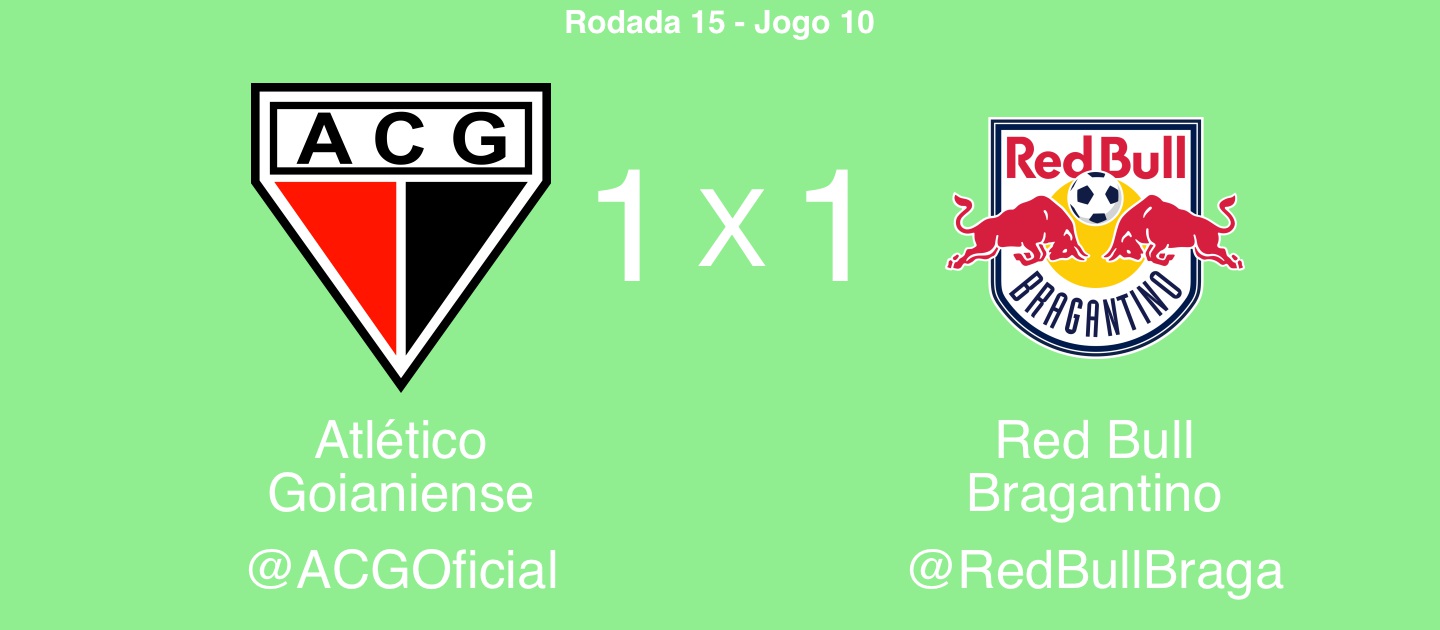 Rodada 15 - Jogo 10
ACG
1 x 1
Red Bull
BRAGANTINO
Atlético
Goianiense
@ACGOficial
Red Bull
Bragantino
@RedBullBraga